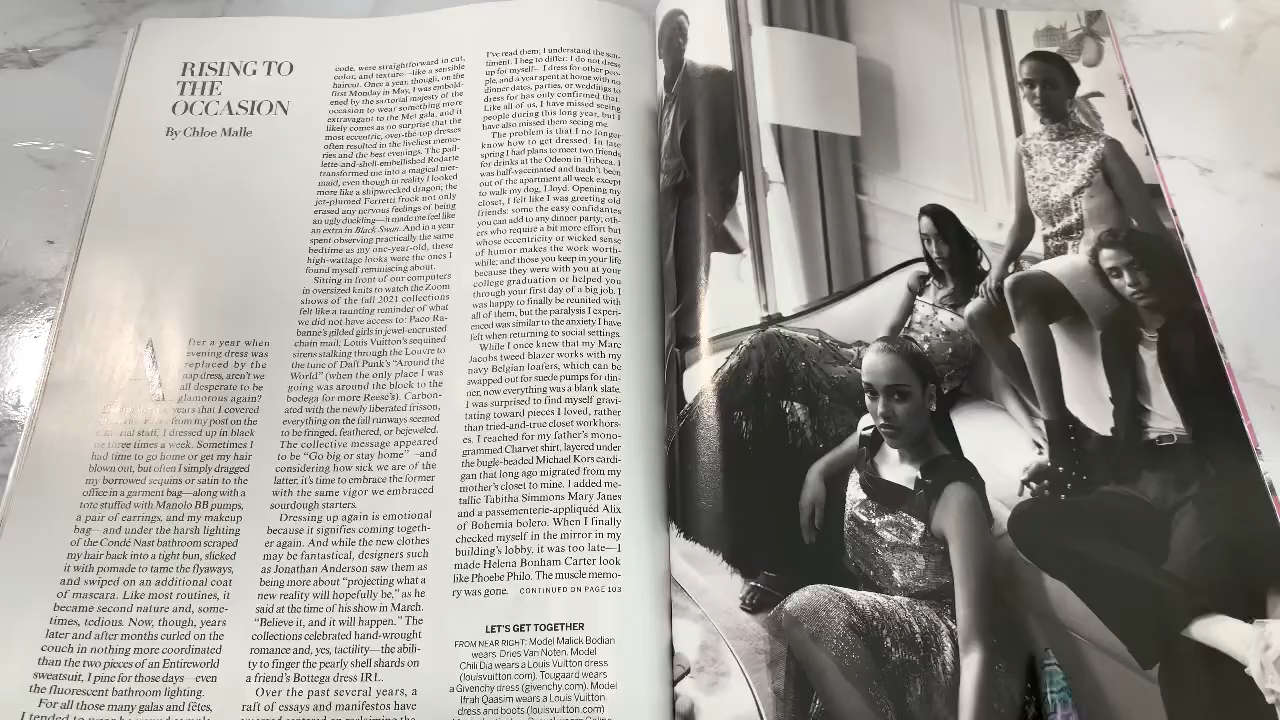 RISING TO
THE
OCCASION
By Chloe Malle
After a year when
evening dress was
replaced by the
nap dress, aren't we
all desperate to be
glamorous again?
years that I covered
from my post on the
staff, I dressed up in black
tie three times a week. Sometimes I
had time to go home or get my hair
blown out, but often I simply dragged
my borrowed sequins or satin to the
office in a garment bag—along with a
tote stuffed with Manolo BB pumps,
a pair of earrings, and my makeup
bag—and under the harsh lighting
of the Condé Nast bathroom scraped
my hair back into a tight bun, slicked
it with pomade to tame the flyaways,
and swiped on an additional coat
of mascara. Like most routines, it
became second nature and, some-
times, tedious. Now, though, years
later and after months curled on the
couch in nothing more coordinated
than the two pieces of an Entireworld
sweatsuit, I pine for those days—even
the fluorescent bathroom lighting.
For all those many galas and fêtes,
I tended to
code, were straightforward in cut,
color, and texture—like a sensible
haircut. Once a year, though, on the
first Monday in May, I was embold-
ened by the sartorial majesty of the
occasion to wear something more
extravagant to the Met gala, and it
likely comes as no surprise that the
most eccentric, over-the-top dresses
often resulted in the liveliest memo-
ries and the best evenings. The pail-
lette-and-shell-embellished Rodarte
transformed me into a magical mer-
maid, even though in reality I looked
more like a shipwrecked dragon; the
jet-plumed Ferretti frock not only
erased any nervous feelings of being
an ugly duckling—it made me feel like
an extra in Black Swan. And in a year
spent observing practically the same
bedtime as my one-year-old, these
high-wattage looks were the ones I
found myself reminiscing about.
Sitting in front of our computers
in oversized knits to watch the Zoom
shows of the fall 2021 collections
felt like a taunting reminder of what
we did not have access to: Paco Ra-
banne's gilded girls in jewel-encrusted
chain mail; Louis Vuitton's sequined
sirens stalking through the Louvre to
the tune of Daft Punk's "Around the
World" (when the only place I was
going was around the block to the
bodega for more Reese's). Carbon-
ated with the newly liberated frisson,
everything on the fall runways seemed
to be fringed, feathered, or bejeweled.
The collective message appeared
to be "Go big or stay home"—and
considering how sick we are of the
latter, it's time to embrace the former
with the same vigor we embraced
sourdough starters.
Dressing up again is emotional
because it signifies coming togeth-
er again. And while the new clothes
may be fantastical, designers such
as Jonathan Anderson saw them as
being more about "projecting what a
new reality will hopefully be," as he
said at the time of his show in March.
"Believe it, and it will happen." The
collections celebrated hand-wrought
romance and, yes, tactility—the abili-
ty to finger the pearly shell shards on
a friend's Bottega dress IRL.
Over the past several years, a
raft of essays and manifestos have
I've read them; I understand the sen-
timent. I beg to differ. I do not dress
up for myself—I dress for other peo-
ple, and a year spent at home with no
dinner dates, parties, or weddings to
dress for has only confirmed that.
Like all of us, I have missed seeing
people during this long year, but I
have also missed them seeing me.
The problem is that I no longer
know how to get dressed. In late
spring I had plans to meet two friends
for drinks at the Odeon in Tribeca. I
was half-vaccinated and hadn't been
out of the apartment all week except
to walk my dog, Lloyd. Opening my
closet, I felt like I was greeting old
friends: some the easy confidantes
you can add to any dinner party; oth-
ers who require a bit more effort but
whose eccentricity or wicked sense
of humor makes the work worth-
while; and those you keep in your life
because they were with you at your
college graduation or helped you
through your first day of a big job. I
was happy to finally be reunited with
all of them, but the paralysis I experi-
enced was similar to the anxiety I have
felt when returning to social settings.
While I once knew that my Marc
Jacobs tweed blazer works with my
navy Belgian loafers, which can be
swapped out for suede pumps for din-
ner, now everything was a blank slate.
I was surprised to find myself gravi-
tating toward pieces I loved, rather
than tried-and-true closet workhors-
es. I reached for my father's mono-
grammed Charvet shirt, layered under
the bugle-beaded Michael Kors cardi-
gan that long ago migrated from my
mother's closet to mine. I added me-
tallic Tabitha Simmons Mary Janes
and a passementerie-appliquéd Alix
of Bohemia bolero. When I finally
checked myself in the mirror in my
building's lobby, it was too late—I
made Helena Bonham Carter look
like Phoebe Philo. The muscle memo-
ry was gone. CONTINUED ON PAGE 103
LET'S GET TOGETHER
FROM NEAR RIGHT: Model Malick Bodian
wears Dries Van Noten. Model
Chili Dia wears a Louis Vuitton dress
(louisvuitton.com). Tougaard wears
a Givenchy dress (givenchy.com). Model
Ifrah Qaasim wears a Louis Vuitton
dress and boots (louisvuitton.com)